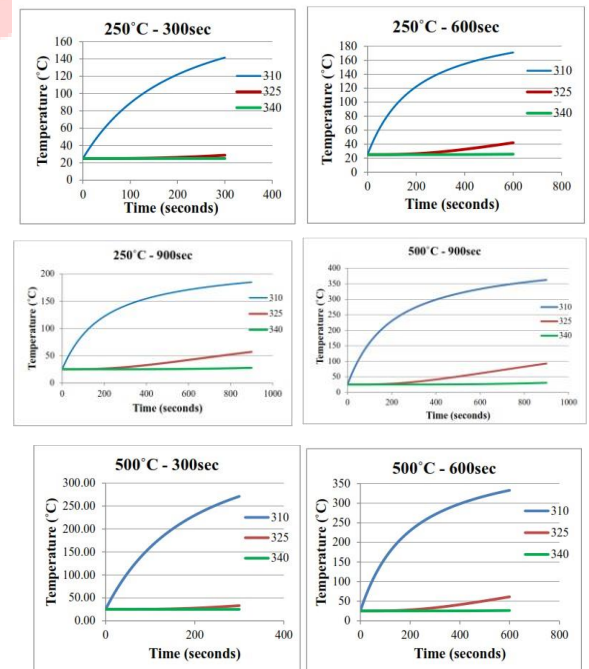 250˚C - 300sec
Temperature (˚C)
160
140
120
100
80
60
40
20
0
0 100 200 300 400
Time (seconds)
310
325
340
250˚C - 600sec
Temperature (˚C)
180
160
140
120
100
80
60
40
20
0
0 200 400 600 800
Time (seconds)
310
325
340
250˚C - 900sec
Temperature (˚C)
200
150
100
50
0
0 200 400 600 800 1000
Time (seconds)
310
325
340
500˚C - 900sec
Temperature (˚C)
400
350
300
250
200
150
100
50
0
0 200 400 600 800 1000
Time (seconds)
310
325
340
500˚C - 300sec
Temperature (˚C)
300.00
250.00
200.00
150.00
100.00
50.00
0.00
0 200 400
Time (seconds)
310
325
340
500˚C - 600sec
Temperature (˚C)
350
300
250
200
150
100
50
0
0 200 400 600 800
Time (seconds)
310
325
340